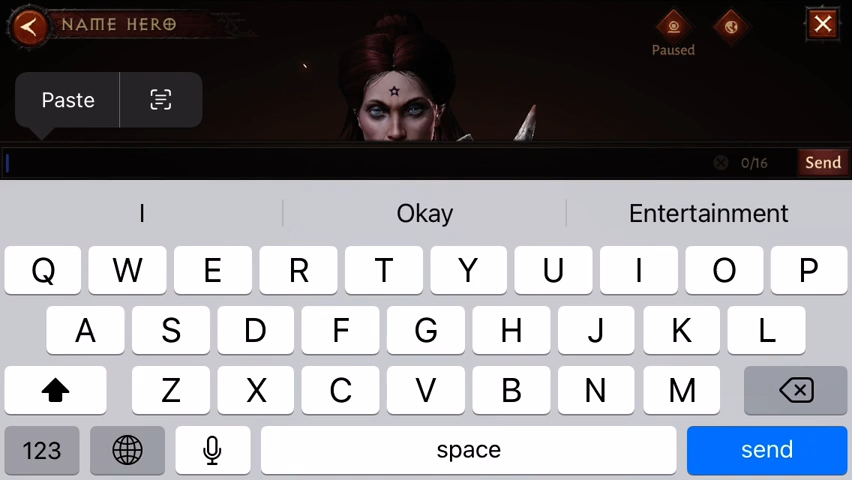 NAME HERO
Paused
Paste
0/16 Send
I Okay Entertainment
Q W E R T Y U I O P
A S D F G H J K L
Z X C V B N M
123 space send